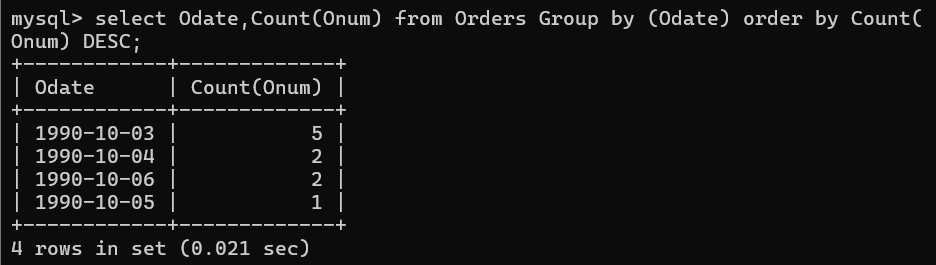 mysql> select Odate,Count(Onum) from Orders Group by (Odate) order by Count(
Onum) DESC;
+------------+-------------+
| Odate      | Count(Onum) |
+------------+-------------+
| 1990-10-03 |           5 |
| 1990-10-04 |           2 |
| 1990-10-06 |           2 |
| 1990-10-05 |           1 |
+------------+-------------+
4 rows in set (0.021 sec)